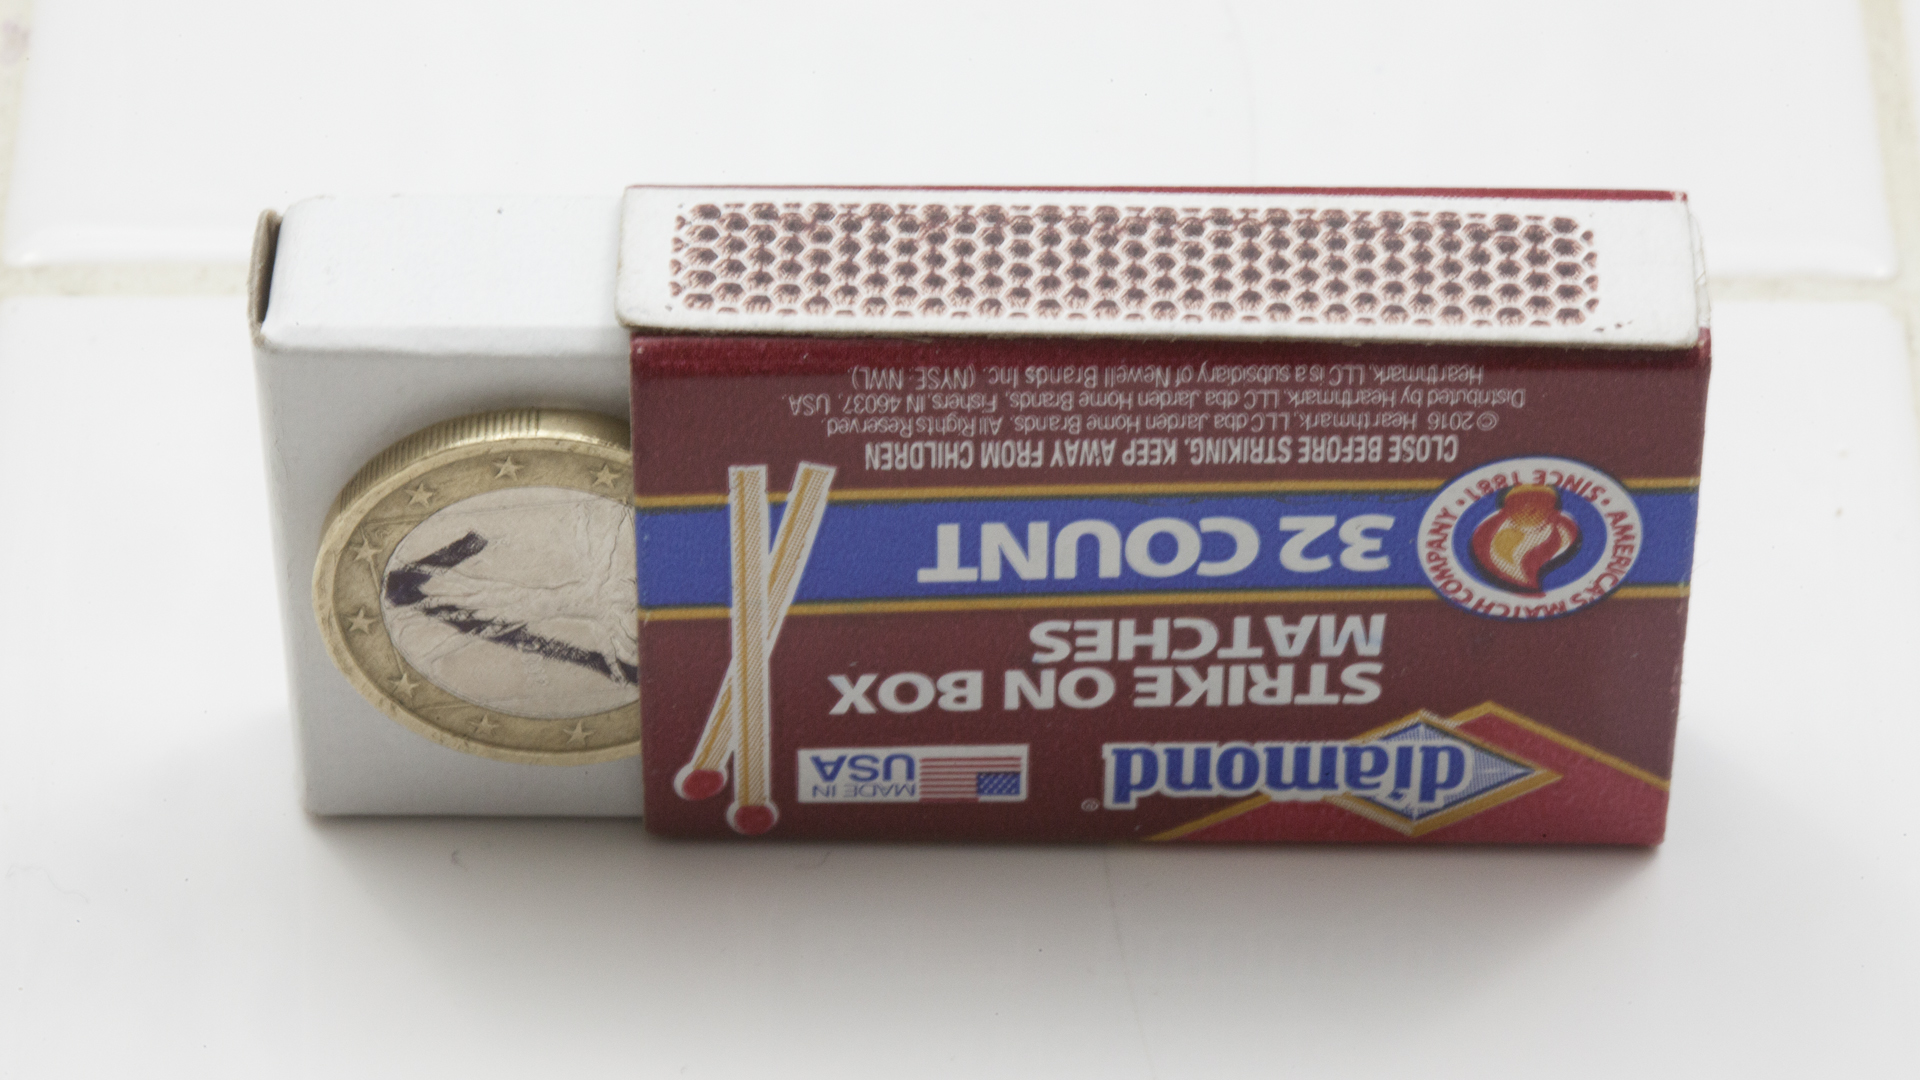 diamond®
MADE IN
USA
STRIKE ON BOX
MATCHES
32 COUNT
AMERICA'S MATCH COMPANY • SINCE 1881 •
CLOSE BEFORE STRIKING. KEEP AWAY FROM CHILDREN
©2016 Hearthmark, LLC dba Jarden Home Brands. All Rights Reserved.
Distributed by Hearthmark, LLC dba Jarden Home Brands, Fishers, IN 46037, USA.
Hearthmark, LLC is a subsidiary of Newell Brands Inc. (NYSE: NWL).